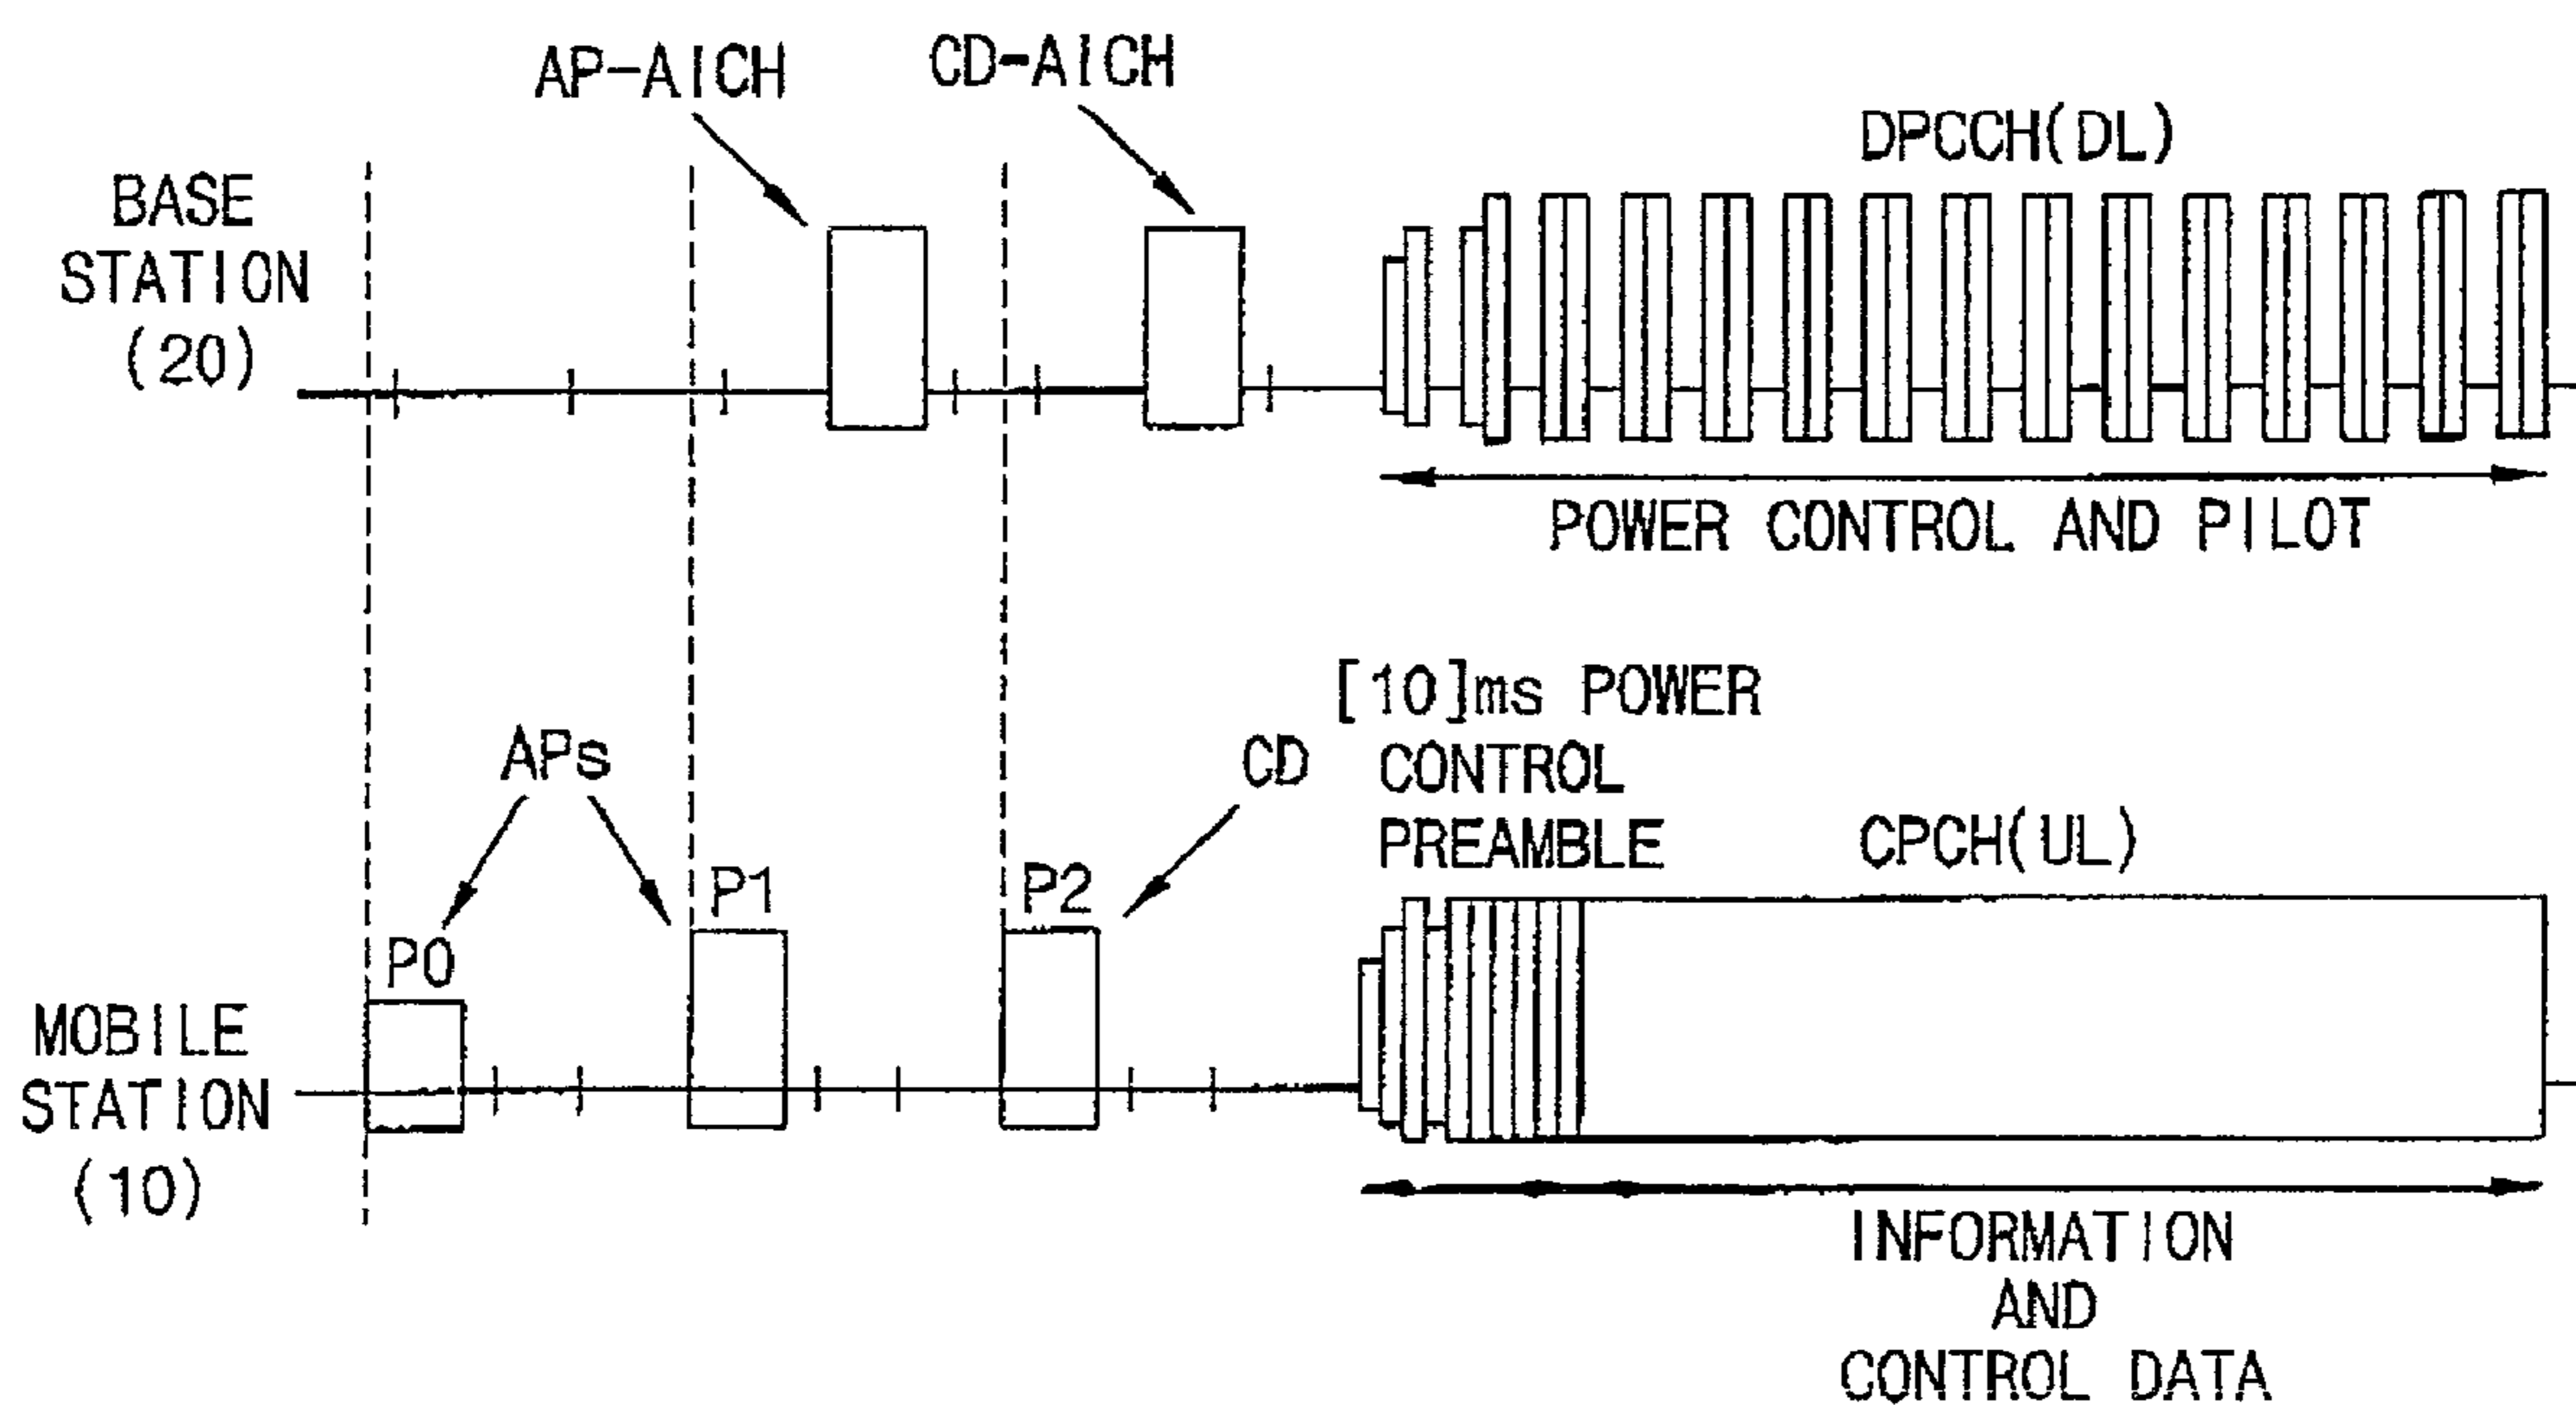 AP-AICH
CD-AICH
DPCCH(DL)
BASE
STATION
(20)
POWER CONTROL AND PILOT
[10]ms POWER
CONTROL
PREAMBLE
APs
CD
CPCH(UL)
P0
P1
P2
MOBILE
STATION
(10)
INFORMATION
AND
CONTROL DATA